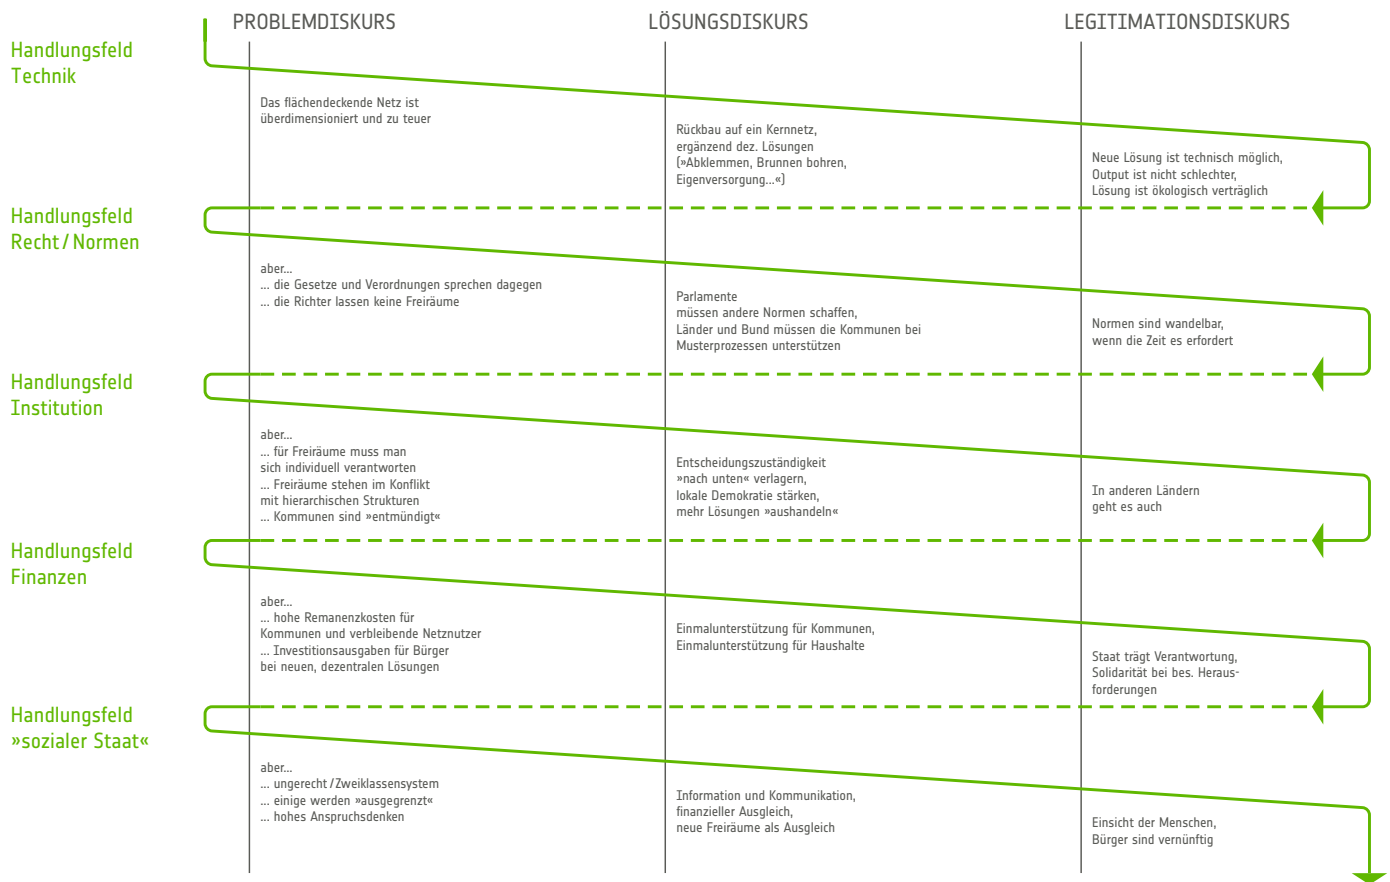 PROBLEMDISKURS
LÖSUNGSDISKURS
LEGITIMATIONSDISKURS
Handlungsfeld
Technik
Das flächendeckende Netz ist
überdimensioniert und zu teuer
Rückbau auf ein Kernnetz,
ergänzend dez. Lösungen
(»Abklemmen, Brunnen bohren,
Eigenversorgung...«)
Neue Lösung ist technisch möglich,
Output ist nicht schlechter,
Lösung ist ökologisch verträglich
Handlungsfeld
Recht / Normen
aber...
... die Gesetze und Verordnungen sprechen dagegen
... die Richter lassen keine Freiräume
Parlamente
müssen andere Normen schaffen,
Länder und Bund müssen die Kommunen bei
Musterprozessen unterstützen
Normen sind wandelbar,
wenn die Zeit es erfordert
Handlungsfeld
Institution
aber...
... für Freiräume muss man
sich individuell verantworten
... Freiräume stehen im Konflikt
mit hierarchischen Strukturen
... Kommunen sind »entmündigt«
Entscheidungszuständigkeit
»nach unten« verlagern,
lokale Demokratie stärken,
mehr Lösungen »aushandeln«
In anderen Ländern
geht es auch
Handlungsfeld
Finanzen
aber...
... hohe Remanenzkosten für
Kommunen und verbleibende Netznutzer
... Investitionsausgaben für Bürger
bei neuen, dezentralen Lösungen
Einmalunterstützung für Kommunen,
Einmalunterstützung für Haushalte
Staat trägt Verantwortung,
Solidarität bei bes. Heraus-
forderungen
Handlungsfeld
»sozialer Staat«
aber...
... ungerecht / Zweiklassensystem
... einige werden »ausgegrenzt«
... hohes Anspruchsdenken
Information und Kommunikation,
finanzieller Ausgleich,
neue Freiräume als Ausgleich
Einsicht der Menschen,
Bürger sind vernünftig